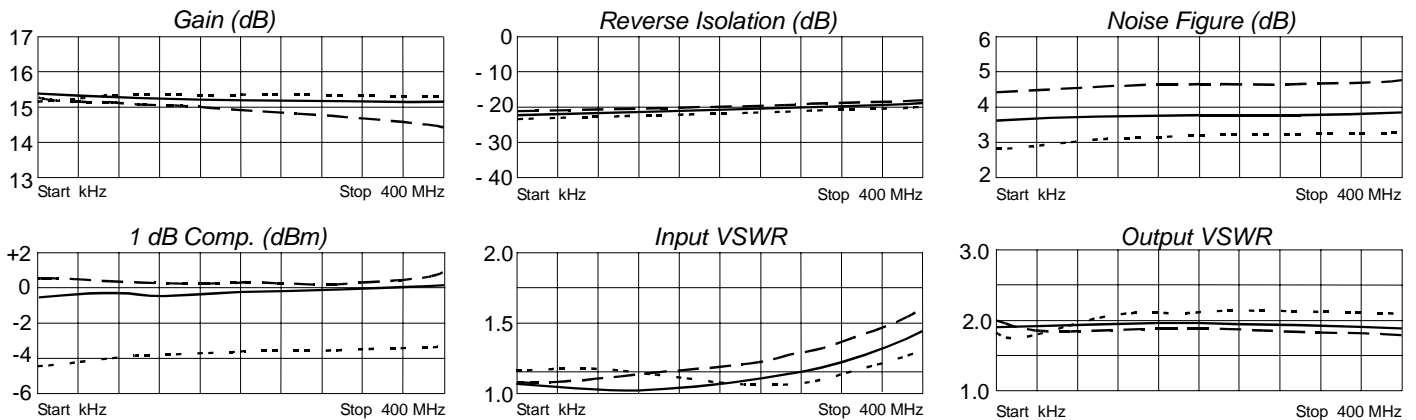 Gain (dB)
17
16
15
14
13
Start kHz
Stop 400 MHz
Reverse Isolation (dB)
0
- 10
- 20
- 30
- 40
Start kHz
Stop 400 MHz
Noise Figure (dB)
6
5
4
3
2
Start kHz
Stop 400 MHz
1 dB Comp. (dBm)
+2
0
-2
-4
-6
Start kHz
Stop 400 MHz
Input VSWR
2.0
1.5
1.0
Start kHz
Stop 400 MHz
Output VSWR
3.0
2.0
1.0
Start kHz
Stop 400 MHz